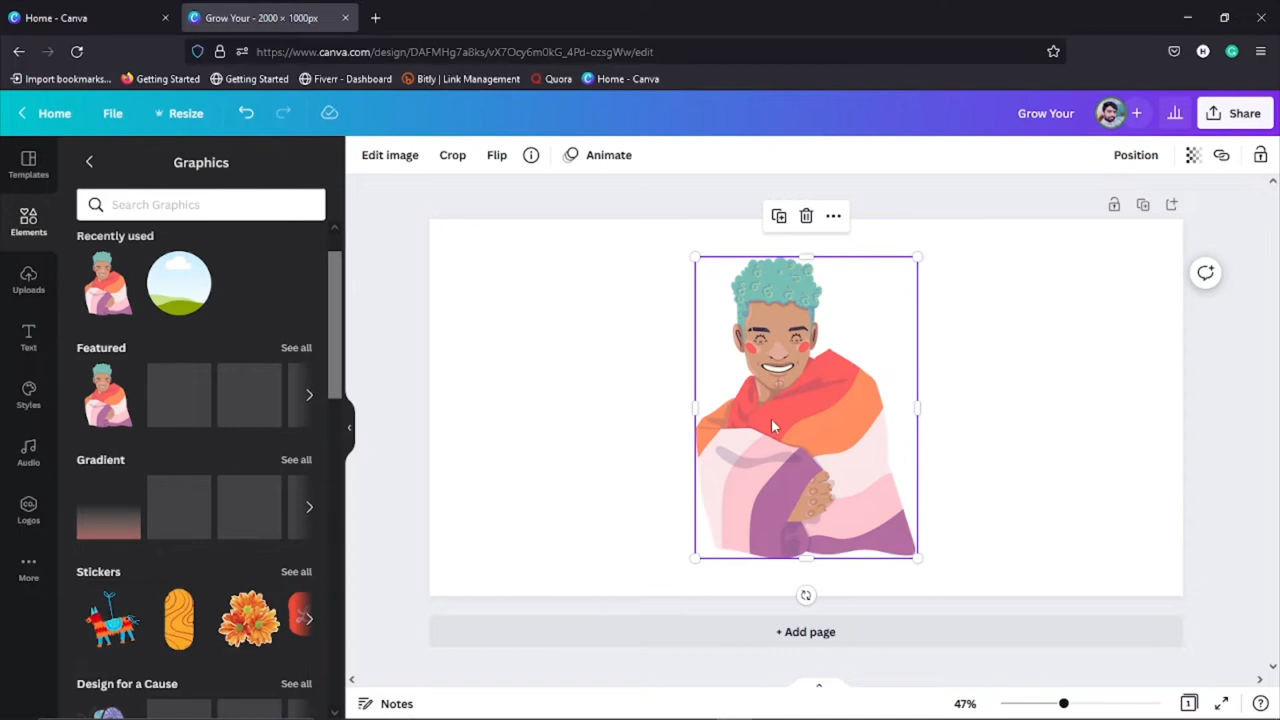 Home - Canva
Grow Your - 2000 × 1000px
https://www.canva.com/design/DAFMHg7a8ks/vX7Ocy6m0kG_4Pd-ozsgWw/edit
Import bookmarks...
Getting Started
Getting Started
Fiverr - Dashboard
Bitly | Link Management
Quora
Home - Canva
Home
File
Resize
Grow Your
Share
Templates
Elements
Uploads
Text
Styles
Audio
CO.
Logos
More
Graphics
Search Graphics
Recently used
Featured
See all
Gradient
See all
Stickers
See all
Design for a Cause
See all
Edit image
Crop
Flip
Animate
Position
+ Add page
Notes
47%
1